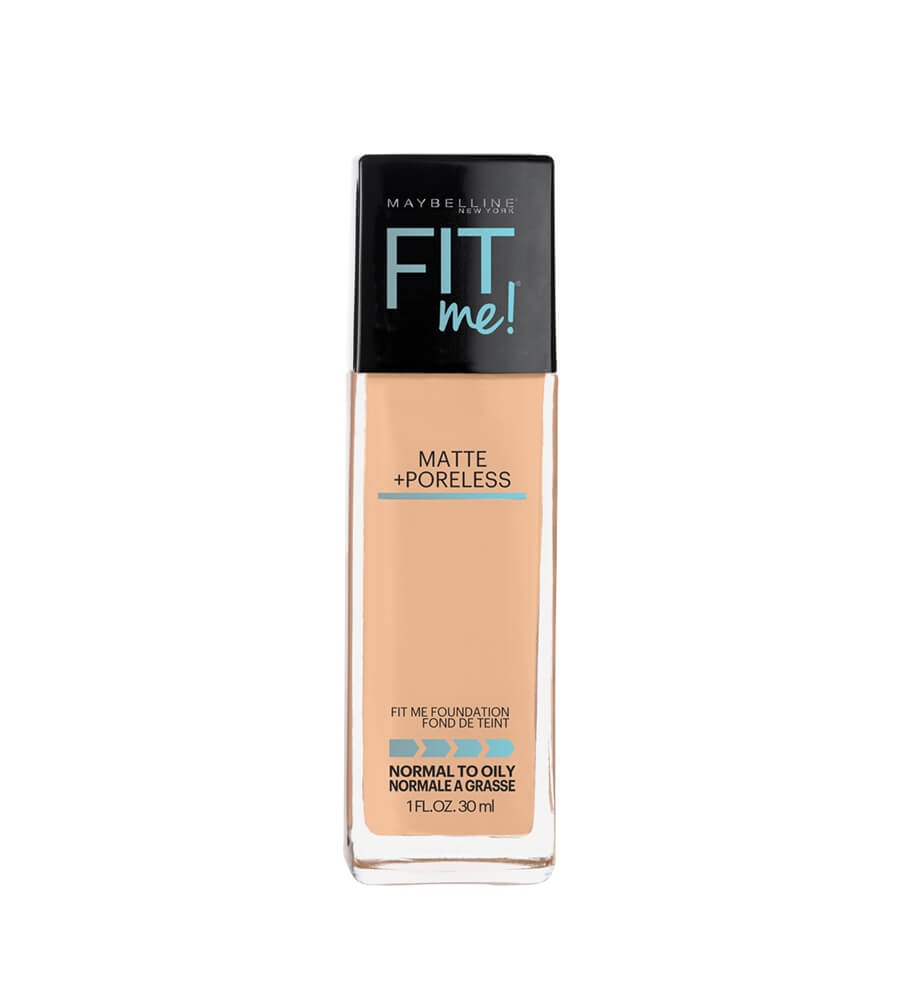 MAYBELLINE
NEW YORK
FIT
me!
MATTE
+PORELESS
FIT ME FOUNDATION
FOND DE TEINT
NORMAL TO OILY
NORMALE A GRASSE
1 FL.OZ. 30 ml